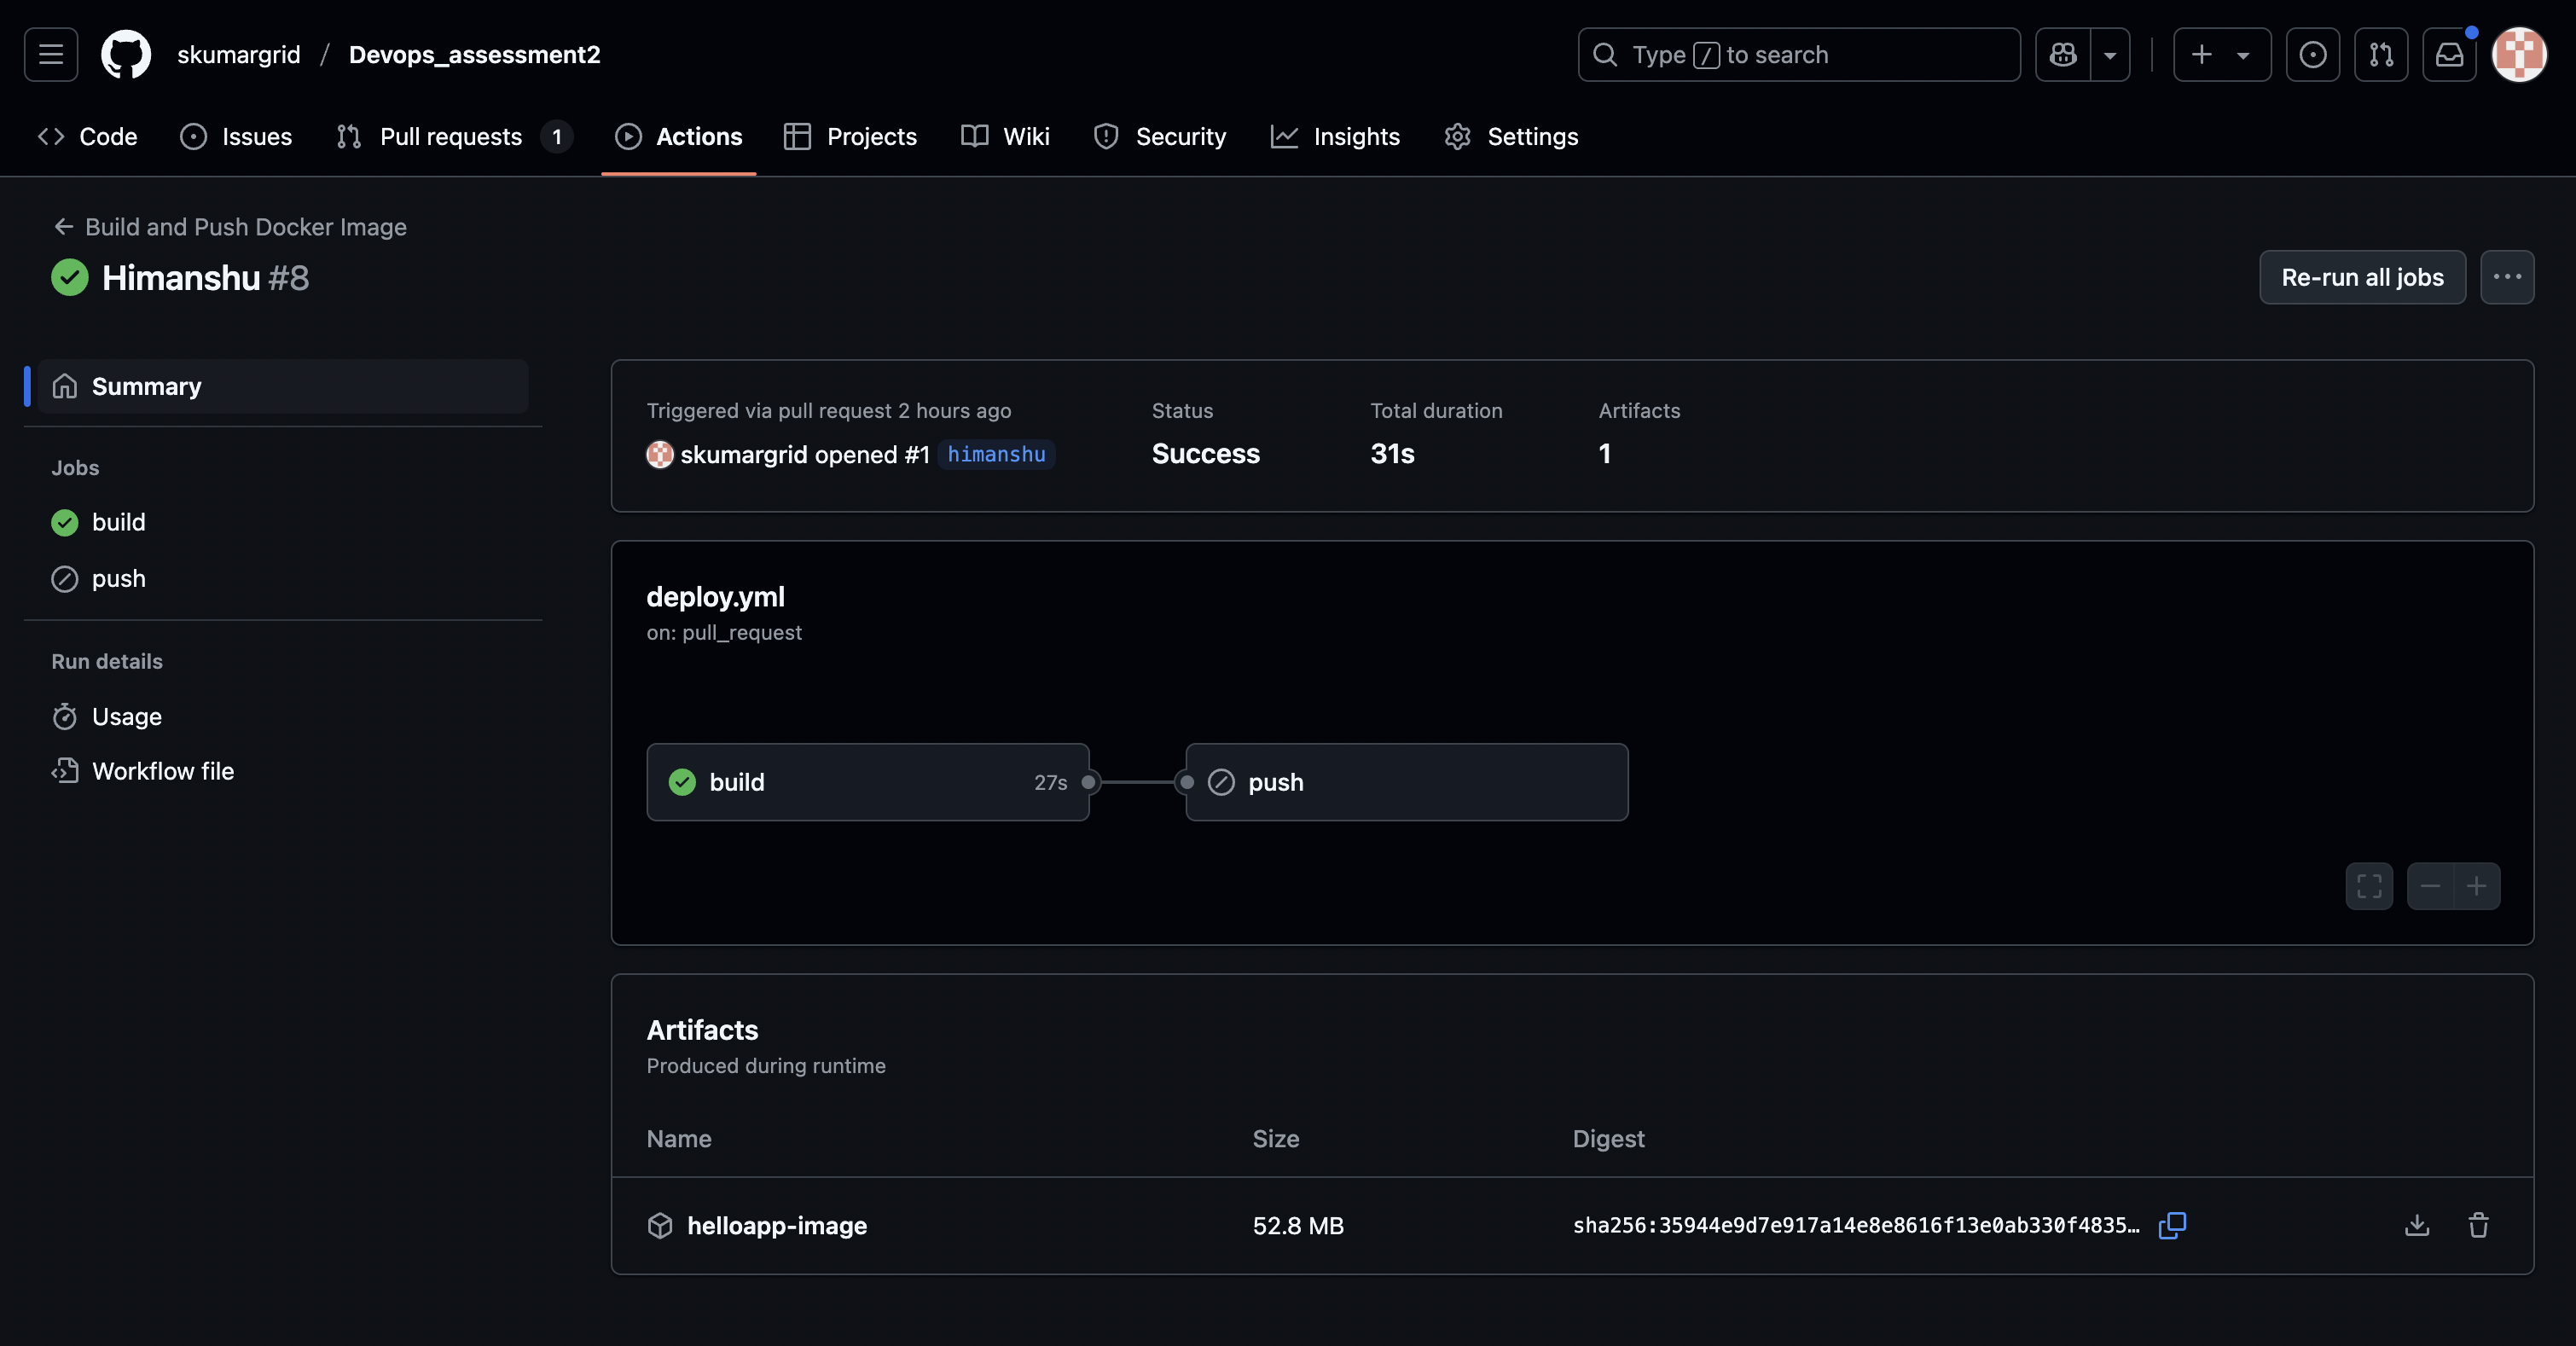 skumargrid / Devops_assessment2
Type / to search
Code
Issues
Pull requests 1
Actions
Projects
Wiki
Security
Insights
Settings
Build and Push Docker Image
Himanshu #8
Re-run all jobs
Summary
Jobs
build
push
Run details
Usage
Workflow file
Triggered via pull request 2 hours ago
skumargrid opened #1 himanshu
Status
Success
Total duration
31s
Artifacts
1
deploy.yml
on: pull_request
build 27s
push
Artifacts
Produced during runtime
Name Size Digest
helloapp-image 52.8 MB sha256:35944e9d7e917a14e8e8616f13e0ab330f4835…